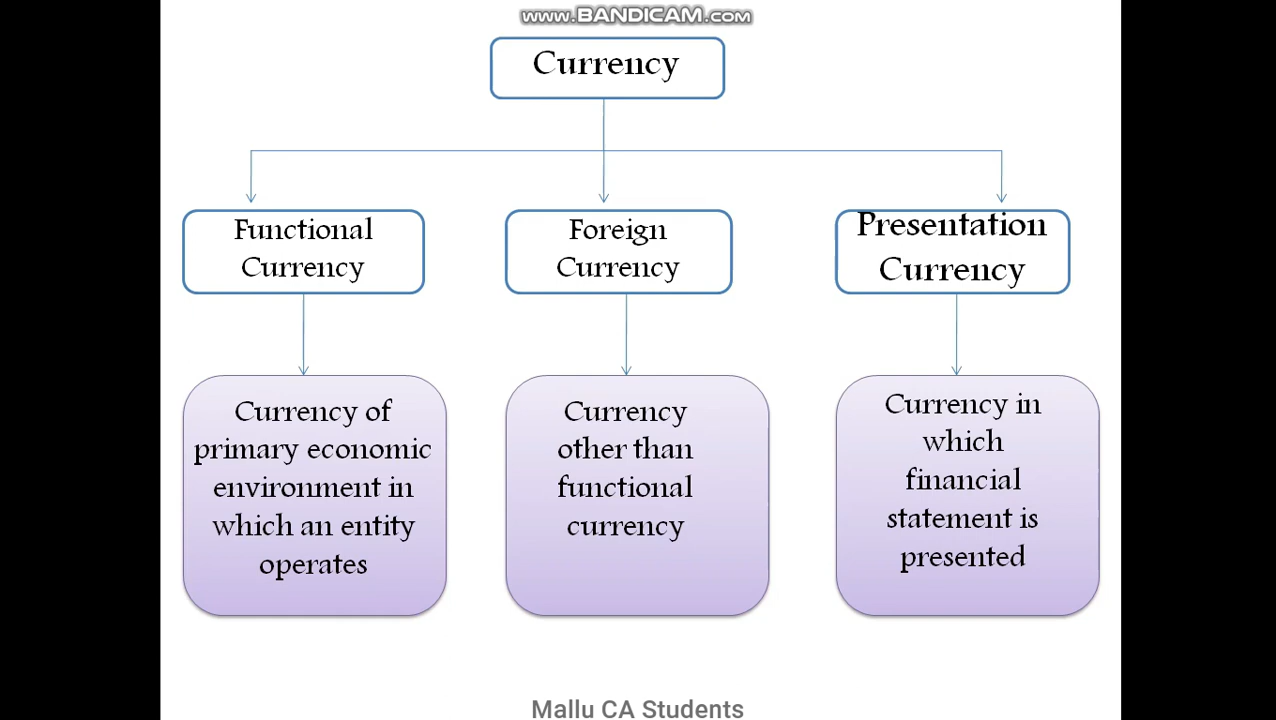 www.BANDICAM.com
Currency
Functional
Currency
Foreign
Currency
Presentation
Currency
Currency of
primary economic
environment in
which an entity
operates
Currency
other than
functional
currency
Currency in
which
financial
statement is
presented
Mallu CA Students